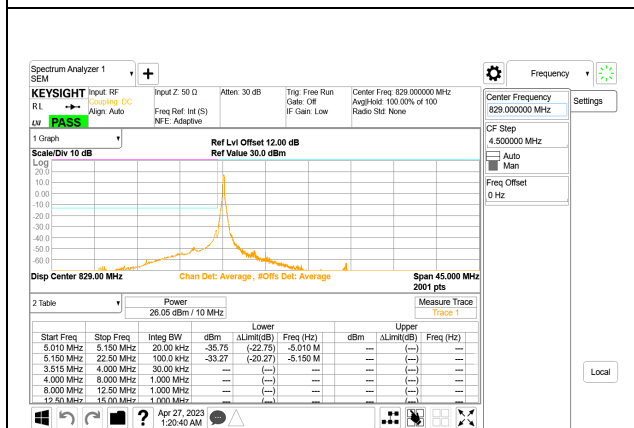 Spectrum Analyzer 1
SEM
+
Frequency
KEYSIGHT Input: RF Input Z: 50 Ω Atten: 30 dB Trig: Free Run Center Freq: 829.000000 MHz
RL Coupling: DC Gate: Off Avg|Hold: 100.00% of 100
Align: Auto Freq Ref: Int (S) IF Gain: Low Radio Std: None
LXI PASS NFE: Adaptive
Center Frequency
829.000000 MHz
Settings
CF Step
4.500000 MHz
Auto
Man
Freq Offset
0 Hz
1 Graph
Ref Lvl Offset 12.00 dB
Scale/Div 10 dB Ref Value 30.0 dBm
Log
20.0
10.0
0.00
-10.0
-20.0
-30.0
-40.0
-50.0
-60.0
Disp Center 829.00 MHz Chan Det: Average, #Offs Det: Average Span 45.000 MHz
2001 pts
2 Table Power Measure Trace
26.05 dBm / 10 MHz Trace 1
Lower Upper
Start Freq Stop Freq Integ BW dBm ΔLimit(dB) Freq (Hz) dBm ΔLimit(dB) Freq (Hz)
5.010 MHz 5.150 MHz 20.00 kHz -35.75 (-22.75) -5.010 M --- (---) ---
5.150 MHz 22.50 MHz 100.0 kHz -33.27 (-20.27) -5.150 M --- (---) ---
3.515 MHz 4.000 MHz 30.00 kHz --- (---) --- --- (---) ---
4.000 MHz 8.000 MHz 1.000 MHz --- (---) --- --- (---) ---
8.000 MHz 12.50 MHz 1.000 MHz --- (---) --- --- (---) ---
12.50 MHz 15.00 MHz 1.000 MHz --- (---) --- --- (---) ---
Local
? Apr 27, 2023
1:20:40 AM